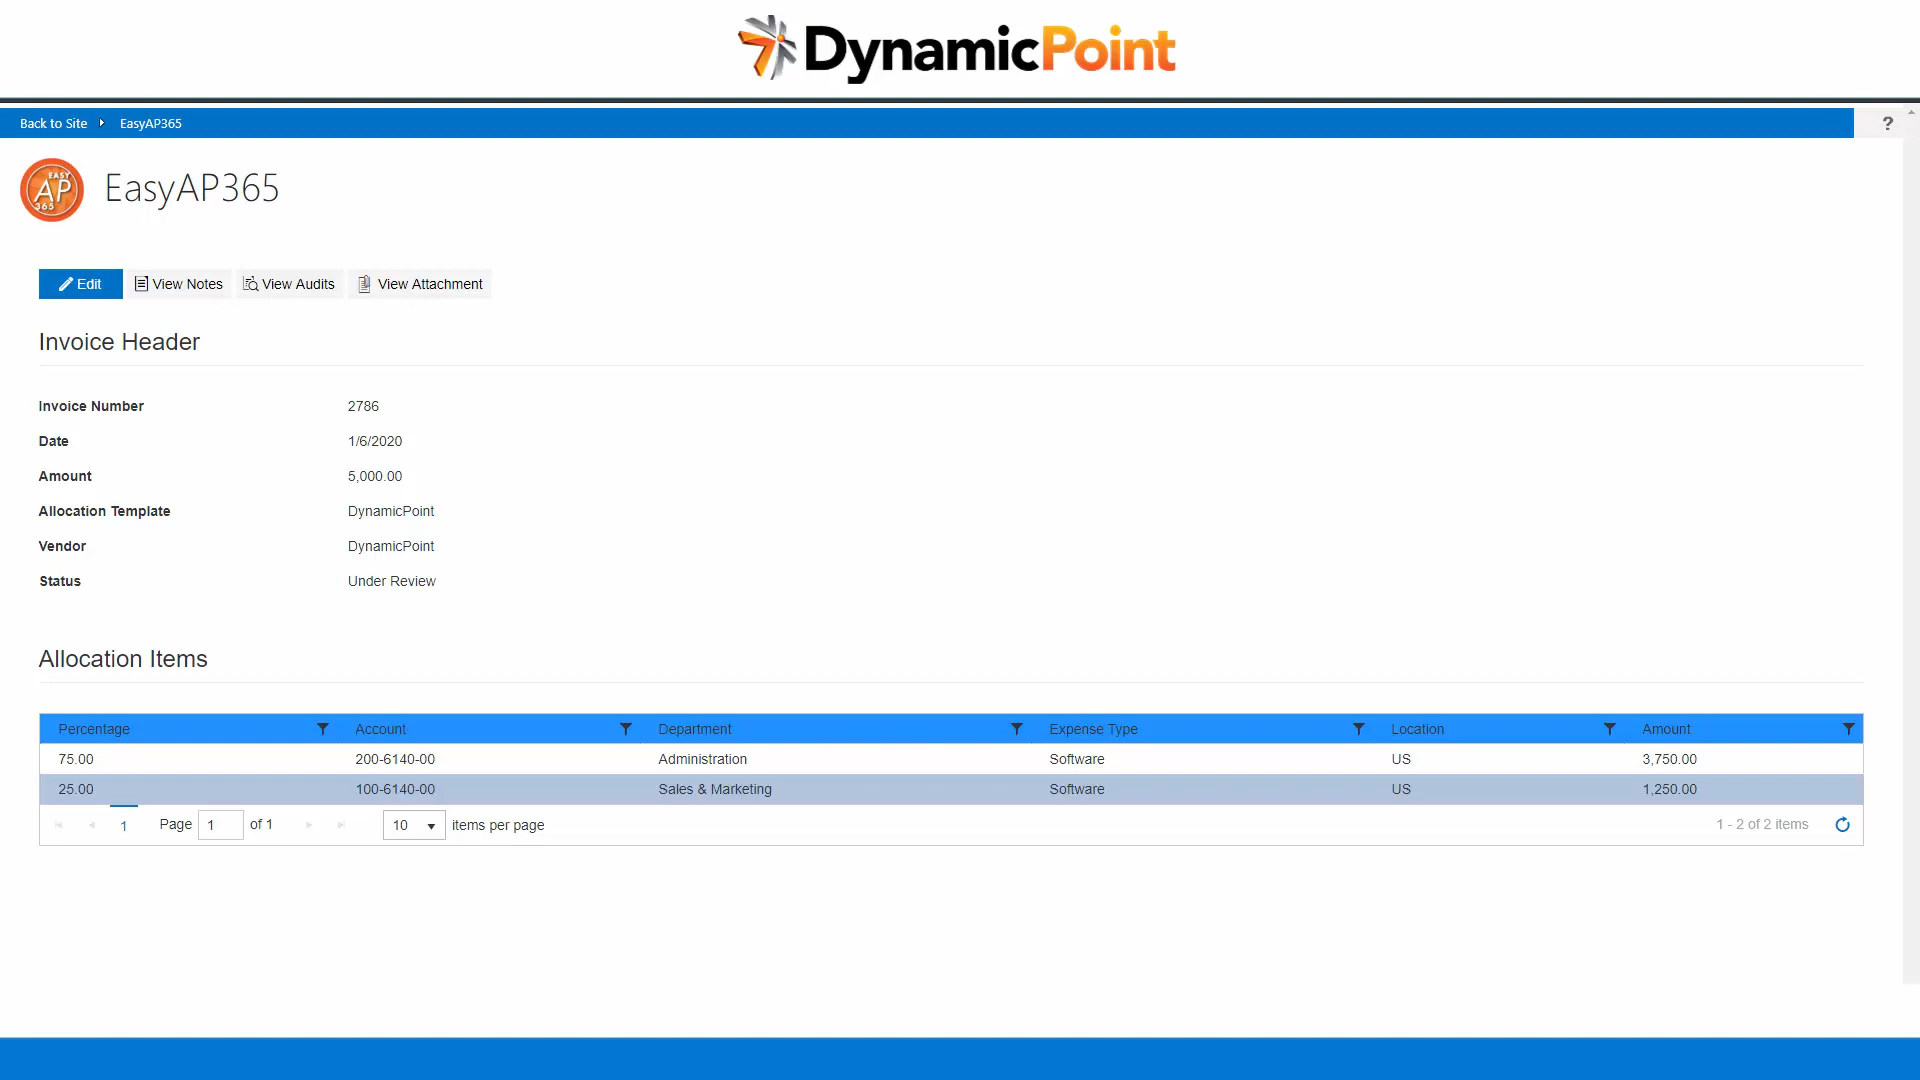 DynamicPoint
Back to Site EasyAP365 ?
EASY
AP
365
EasyAP365
Edit View Notes View Audits View Attachment
Invoice Header
Invoice Number 2786
Date 1/6/2020
Amount 5,000.00
Allocation Template DynamicPoint
Vendor DynamicPoint
Status Under Review
Allocation Items
Percentage Account Department Expense Type Location Amount
75.00 200-6140-00 Administration Software US 3,750.00
25.00 100-6140-00 Sales & Marketing Software US 1,250.00
1 Page 1 of 1 10 items per page 1 - 2 of 2 items